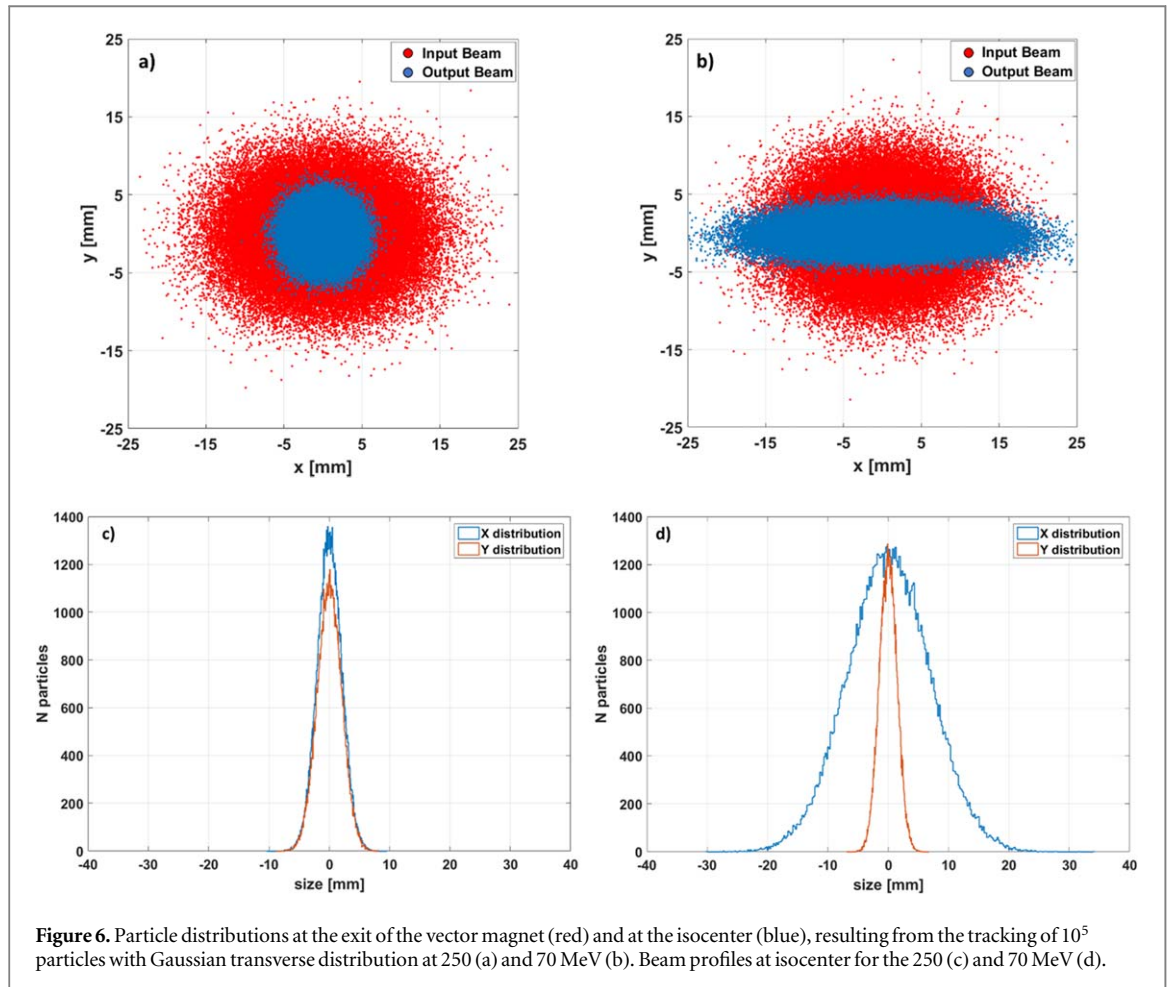 a)
Input Beam
Output Beam
25
15
5
-5
-15
-25
y [mm]
-25 -15 -5 5 15 25
x [mm]
b)
Input Beam
Output Beam
25
15
5
-5
-15
-25
y [mm]
-25 -15 -5 5 15 25
x [mm]
c)
X distribution
Y distribution
1400
1200
1000
800
600
400
200
0
N particles
-40 -30 -20 -10 0 10 20 30 40
size [mm]
d)
X distribution
Y distribution
1400
1200
1000
800
600
400
200
0
N particles
-40 -30 -20 -10 0 10 20 30 40
size [mm]
Figure 6. Particle distributions at the exit of the vector magnet (red) and at the isocenter (blue), resulting from the tracking of 10⁵
particles with Gaussian transverse distribution at 250 (a) and 70 MeV (b). Beam profiles at isocenter for the 250 (c) and 70 MeV (d).